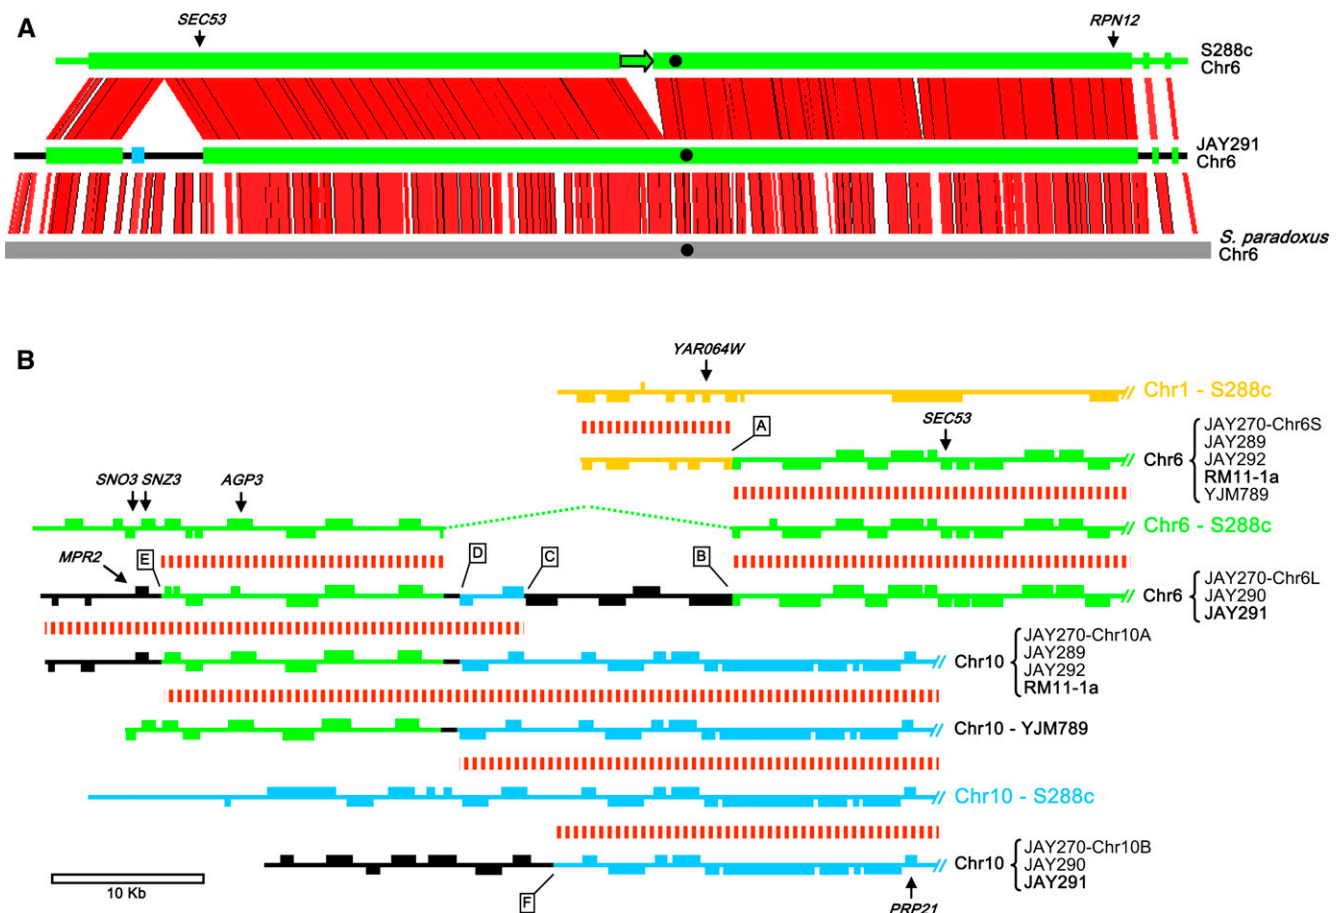 A
SEC53
RPN12
S288c
Chr6
JAY291
Chr6
S. paradoxus
Chr6
B
YAR064W
Chr1 - S288c
A
SEC53
Chr6
JAY270-Chr6S
JAY289
JAY292
RM11-1a
YJM789
SNO3 SNZ3
AGP3
Chr6 - S288c
MPR2
E
D
C
B
Chr6
JAY270-Chr6L
JAY290
JAY291
Chr10
JAY270-Chr10A
JAY289
JAY292
RM11-1a
Chr10 - YJM789
Chr10 - S288c
Chr10
JAY270-Chr10B
JAY290
JAY291
10 Kb
F
PRP21